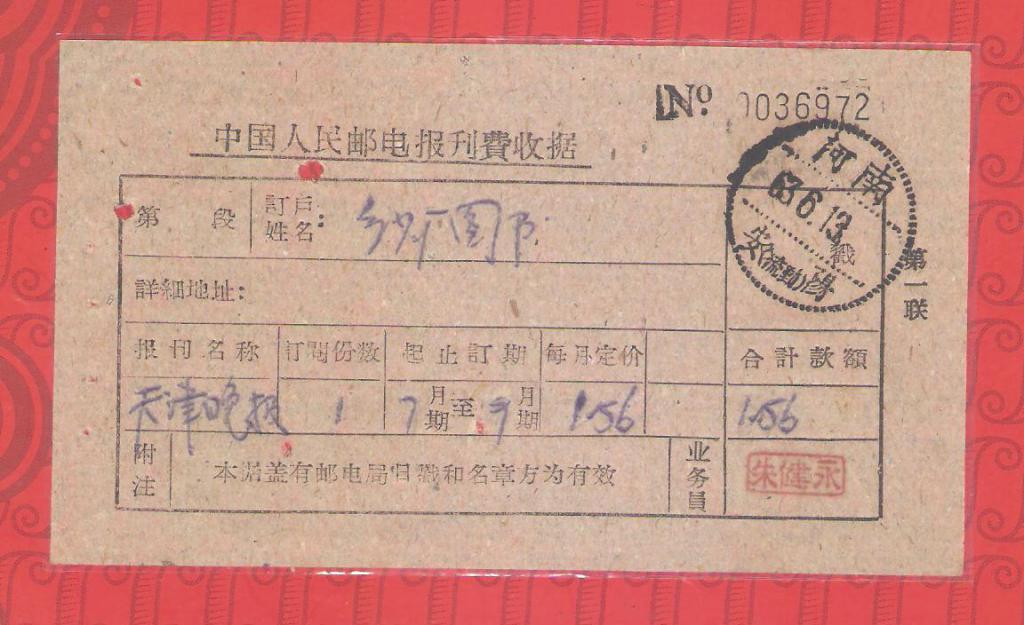 No 0036972
中国人民邮电报刊費收据
河南
63.6.13
安(流動)陽
第 段 訂戶姓名:
戳
第一联
詳細地址:
报刊名称 訂閱份数 起止訂期 每月定价 合計款額
天津晚报 1 7月期至9月期 1.56 1.56
附注 本据盖有邮电局日戳和名章方为有效 业务員
朱健永